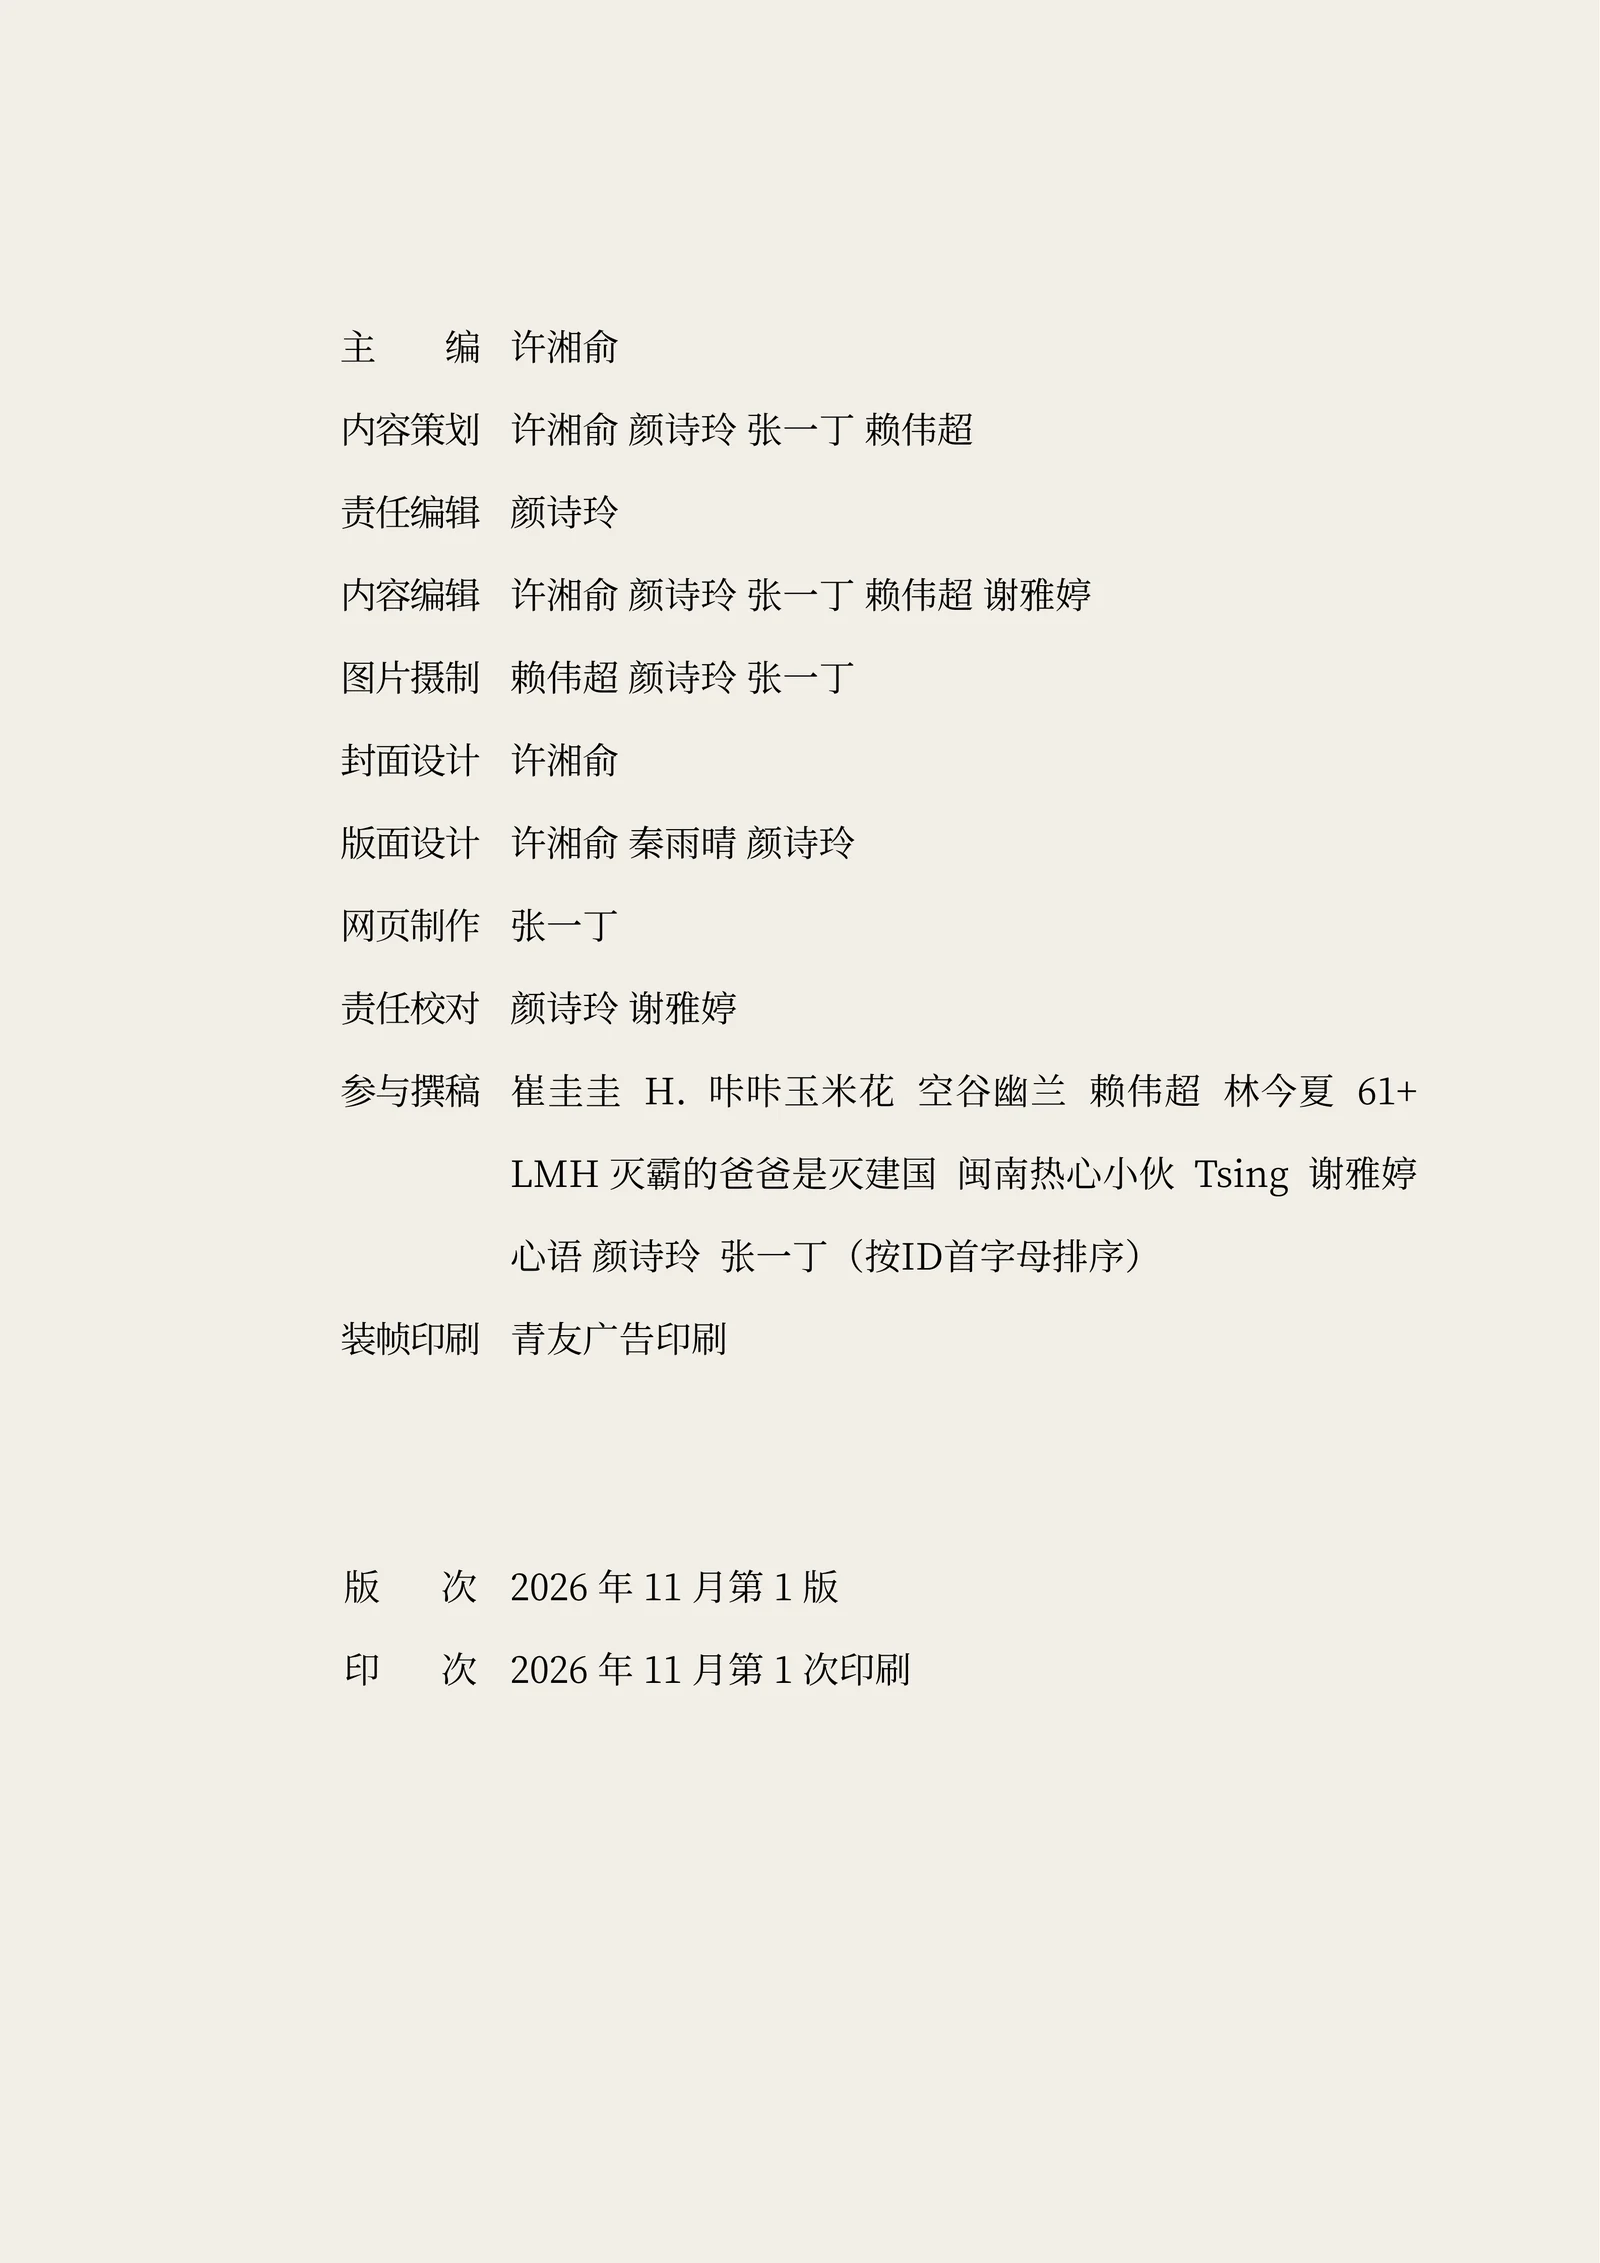 主 编 许湘俞
内容策划 许湘俞 颜诗玲 张一丁 赖伟超
责任编辑 颜诗玲
内容编辑 许湘俞 颜诗玲 张一丁 赖伟超 谢雅婷
图片摄制 赖伟超 颜诗玲 张一丁
封面设计 许湘俞
版面设计 许湘俞 秦雨晴 颜诗玲
网页制作 张一丁
责任校对 颜诗玲 谢雅婷
参与撰稿 崔圭圭 H. 咔咔玉米花 空谷幽兰 赖伟超 林今夏 61+
LMH 灭霸的爸爸是灭建国 闽南热心小伙 Tsing 谢雅婷
心语 颜诗玲 张一丁（按ID首字母排序）
装帧印刷 青友广告印刷
版 次 2026 年 11 月第 1 版
印 次 2026 年 11 月第 1 次印刷